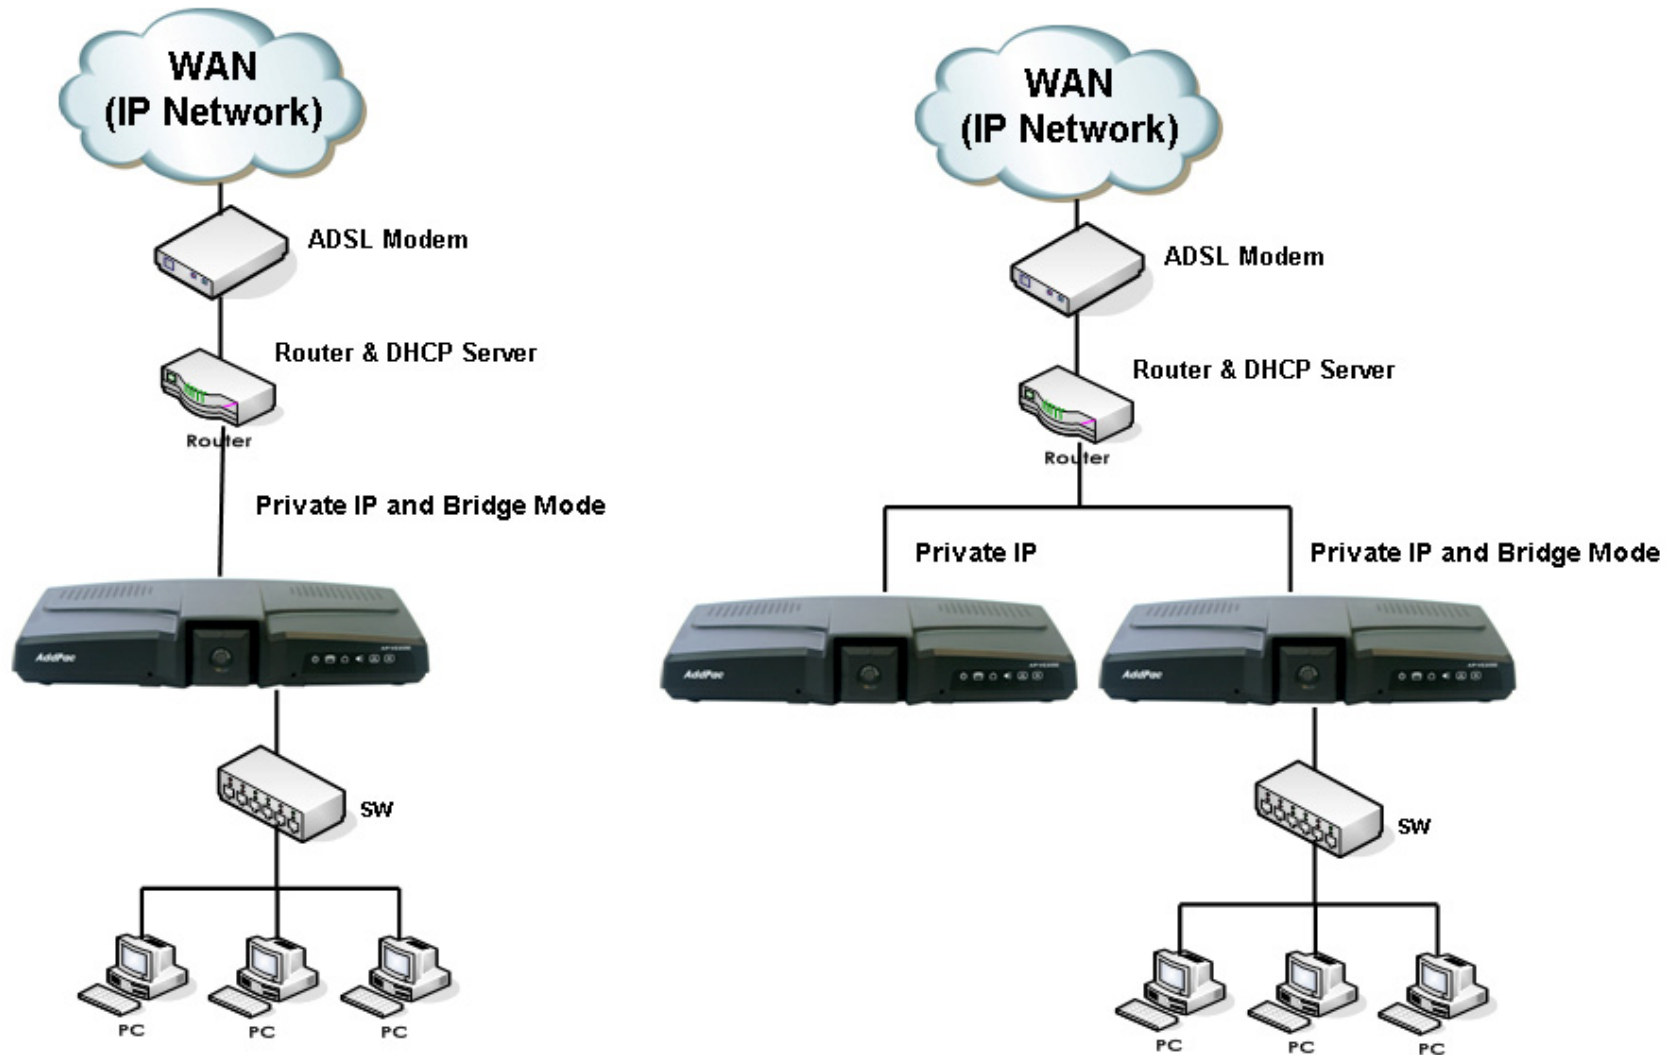 WAN
(IP Network)
ADSL Modem
Router & DHCP Server
Router
Private IP and Bridge Mode
AddPac
SW
PC
PC
PC
WAN
(IP Network)
ADSL Modem
Router & DHCP Server
Router
Private IP
Private IP and Bridge Mode
AddPac
AddPac
SW
PC
PC
PC